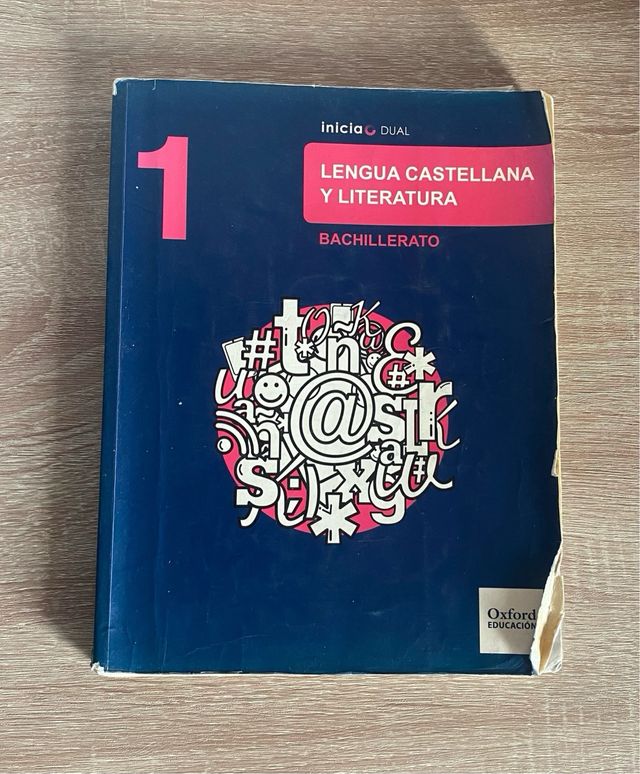 inicia DUAL
1
LENGUA CASTELLANA
Y LITERATURA
BACHILLERATO
Oxford
EDUCACIÓN